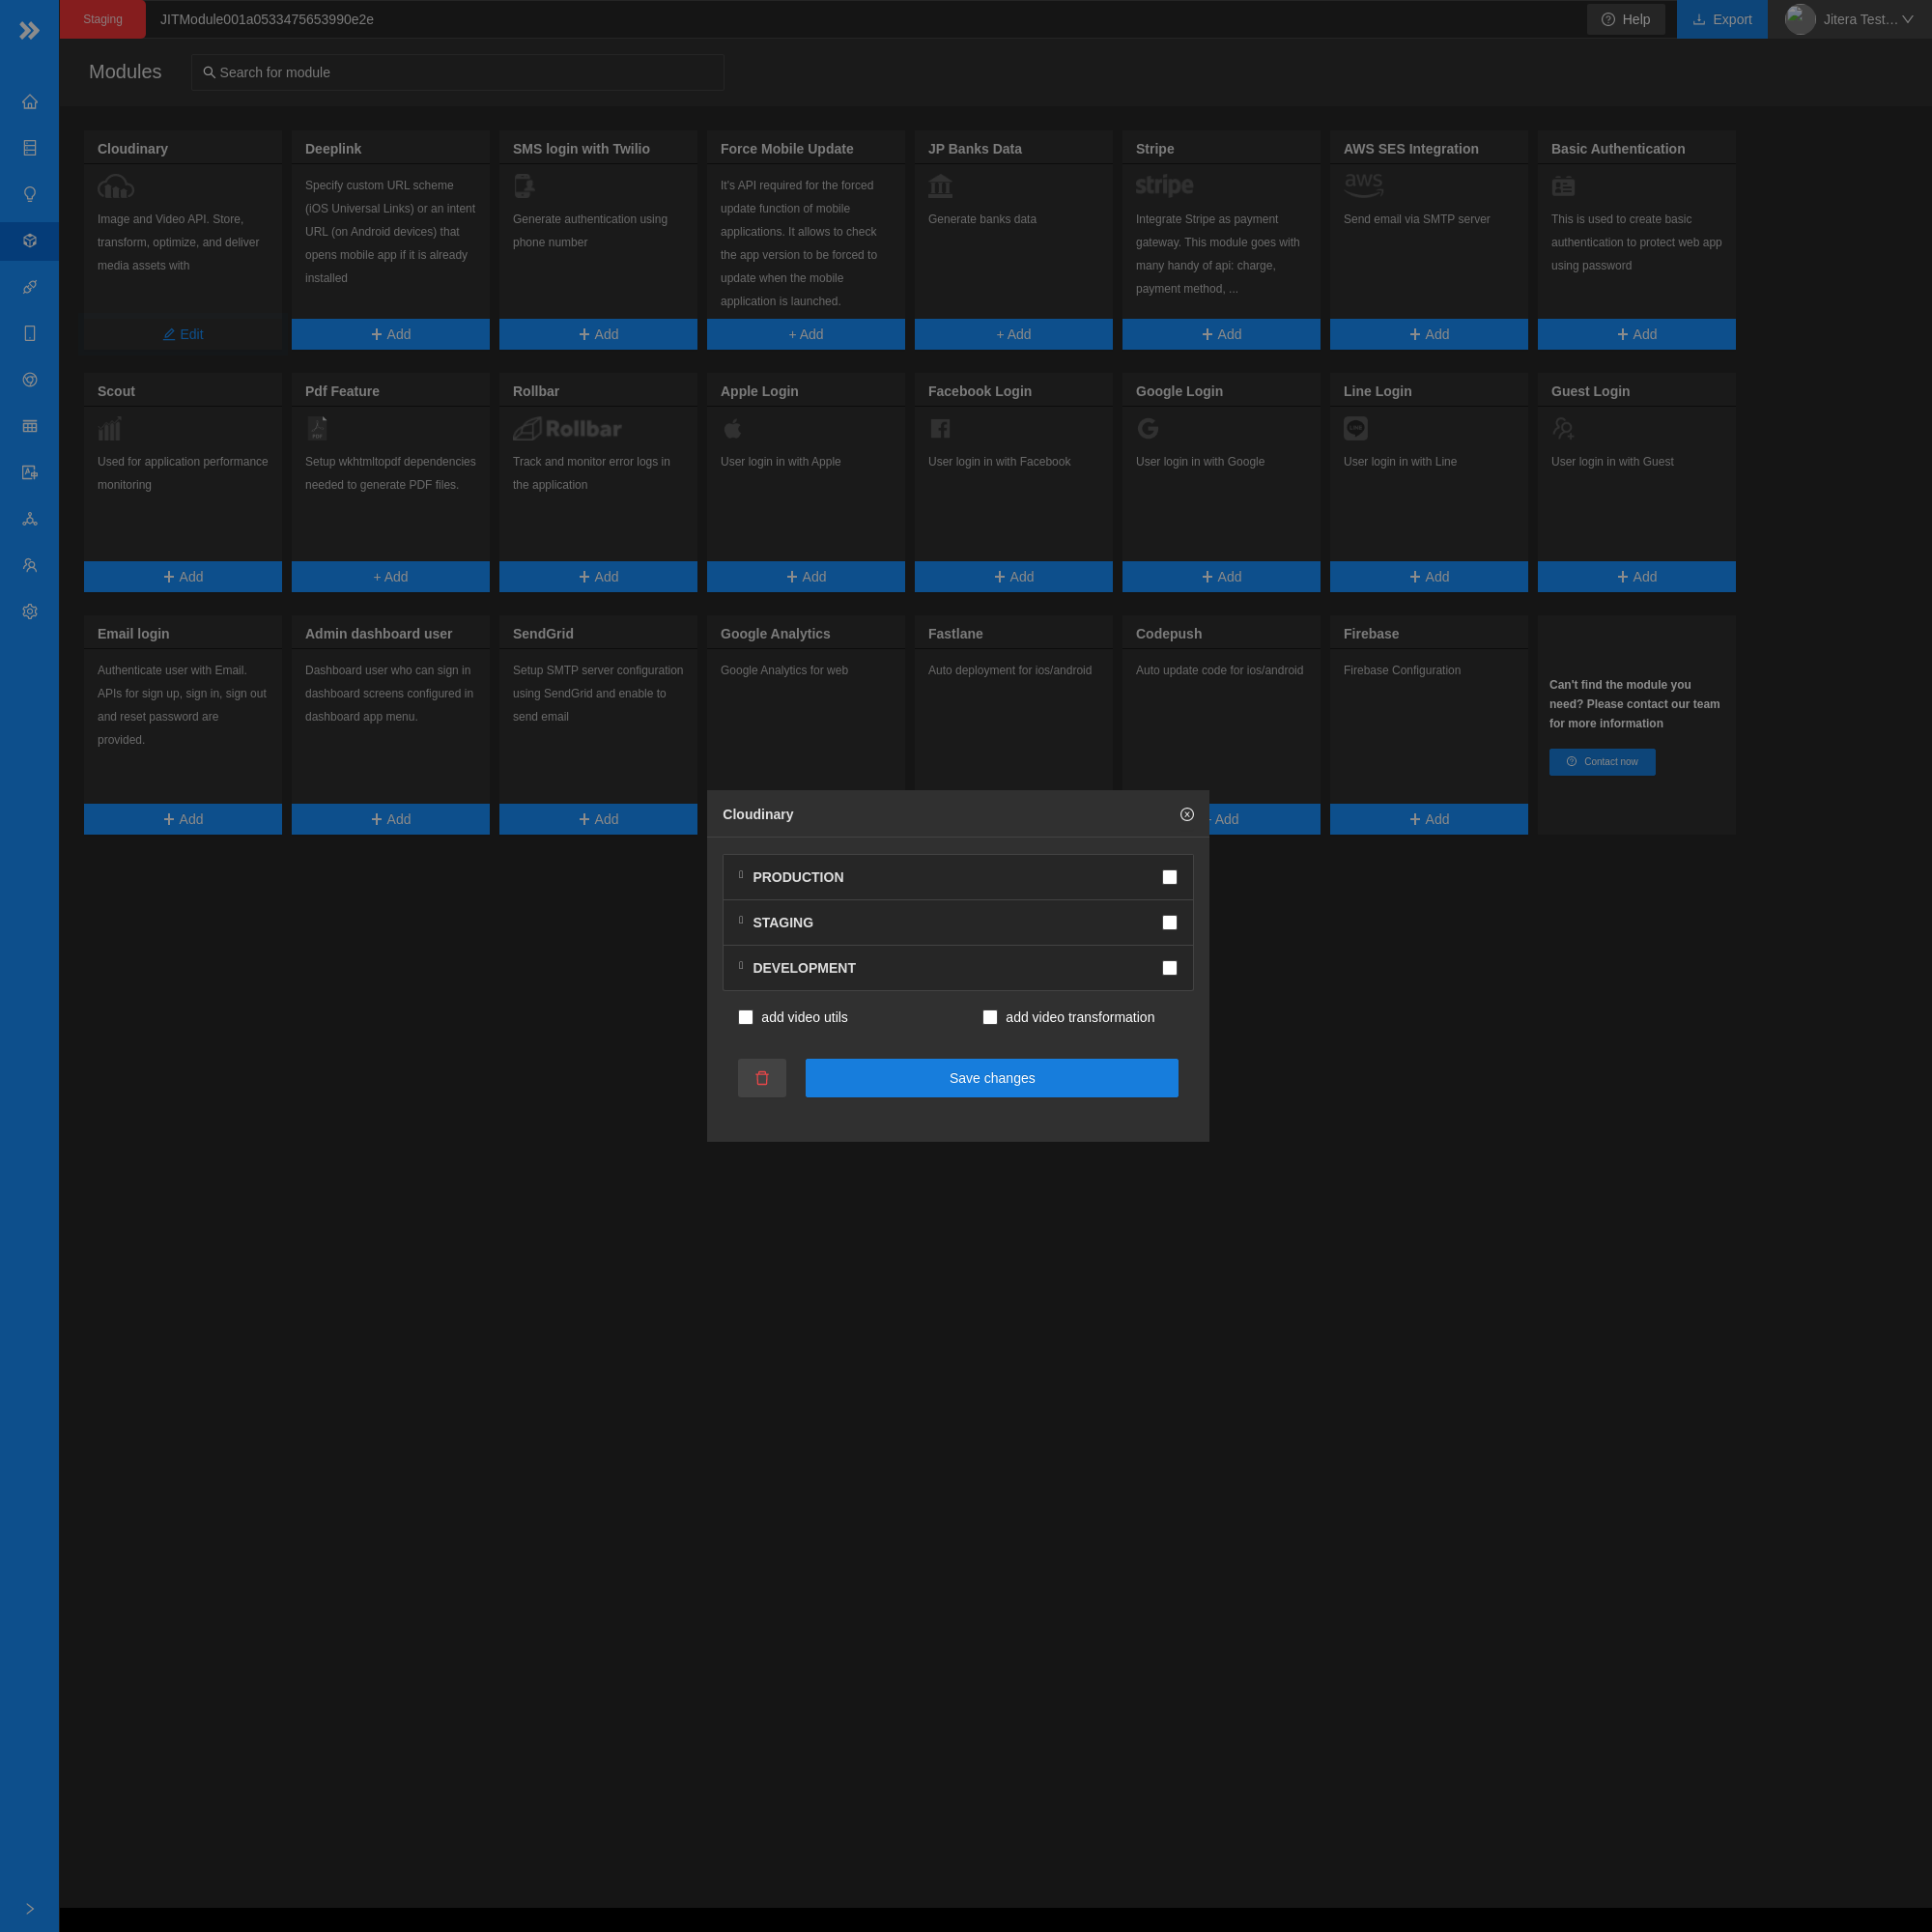 Staging
JITModule001a0533475653990e2e
Help
Export
Jitera Test…
Modules
Search for module
Cloudinary
Image and Video API. Store,
transform, optimize, and deliver
media assets with
Edit
Deeplink
Specify custom URL scheme
(iOS Universal Links) or an intent
URL (on Android devices) that
opens mobile app if it is already
installed
+ Add
SMS login with Twilio
Generate authentication using
phone number
+ Add
Force Mobile Update
It's API required for the forced
update function of mobile
applications. It allows to check
the app version to be forced to
update when the mobile
application is launched.
+ Add
JP Banks Data
Generate banks data
+ Add
Stripe
stripe
Integrate Stripe as payment
gateway. This module goes with
many handy of api: charge,
payment method, ...
+ Add
AWS SES Integration
aws
Send email via SMTP server
+ Add
Basic Authentication
This is used to create basic
authentication to protect web app
using password
+ Add
Scout
Used for application performance
monitoring
+ Add
Pdf Feature
PDF
Setup wkhtmltopdf dependencies
needed to generate PDF files.
+ Add
Rollbar
Rollbar
Track and monitor error logs in
the application
+ Add
Apple Login
User login in with Apple
+ Add
Facebook Login
User login in with Facebook
+ Add
Google Login
User login in with Google
+ Add
Line Login
LINE
User login in with Line
+ Add
Guest Login
User login in with Guest
+ Add
Email login
Authenticate user with Email.
APIs for sign up, sign in, sign out
and reset password are
provided.
+ Add
Admin dashboard user
Dashboard user who can sign in
dashboard screens configured in
dashboard app menu.
+ Add
SendGrid
Setup SMTP server configuration
using SendGrid and enable to
send email
+ Add
Google Analytics
Google Analytics for web
Fastlane
Auto deployment for ios/android
Codepush
Auto update code for ios/android
Add
Firebase
Firebase Configuration
+ Add
Can't find the module you
need? Please contact our team
for more information
Contact now
Cloudinary
PRODUCTION
STAGING
DEVELOPMENT
add video utils
add video transformation
Save changes